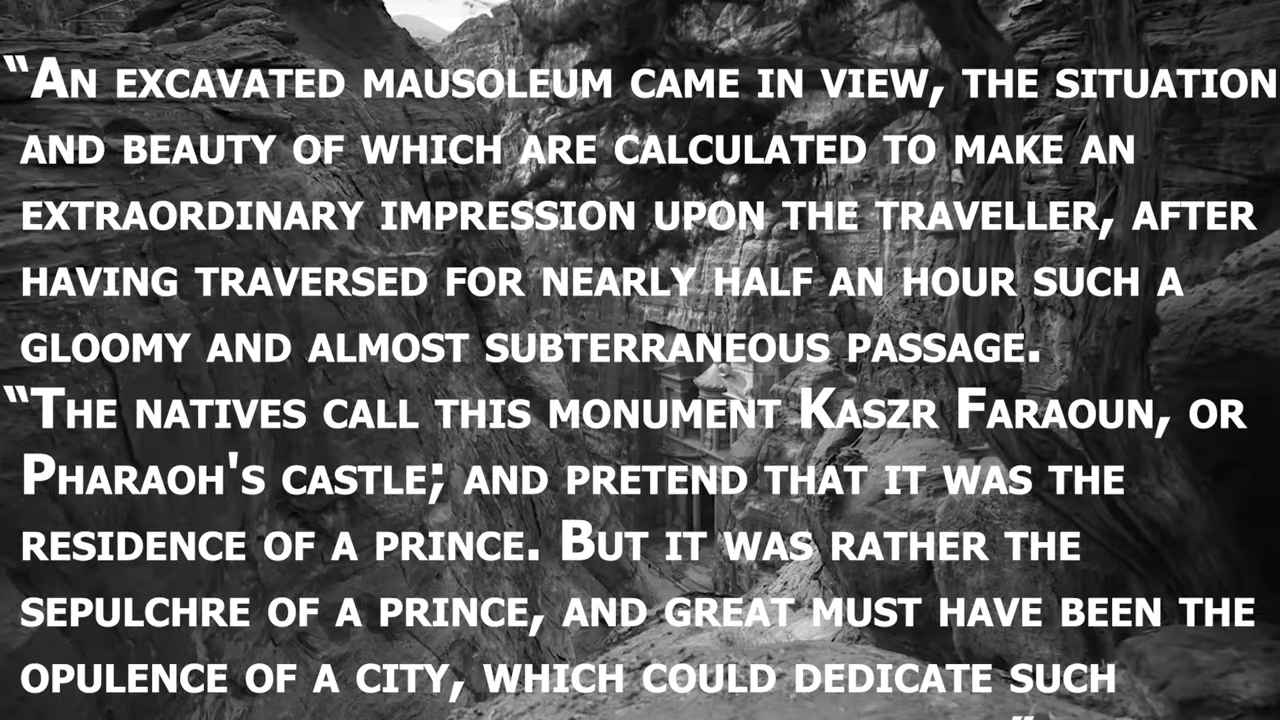 “An excavated mausoleum came in view, the situation
and beauty of which are calculated to make an
extraordinary impression upon the traveller, after
having traversed for nearly half an hour such a
gloomy and almost subterraneous passage.
“The natives call this monument Kaszr Faraoun, or
Pharaoh's castle; and pretend that it was the
residence of a prince. But it was rather the
sepulchre of a prince, and great must have been the
opulence of a city, which could dedicate such
”